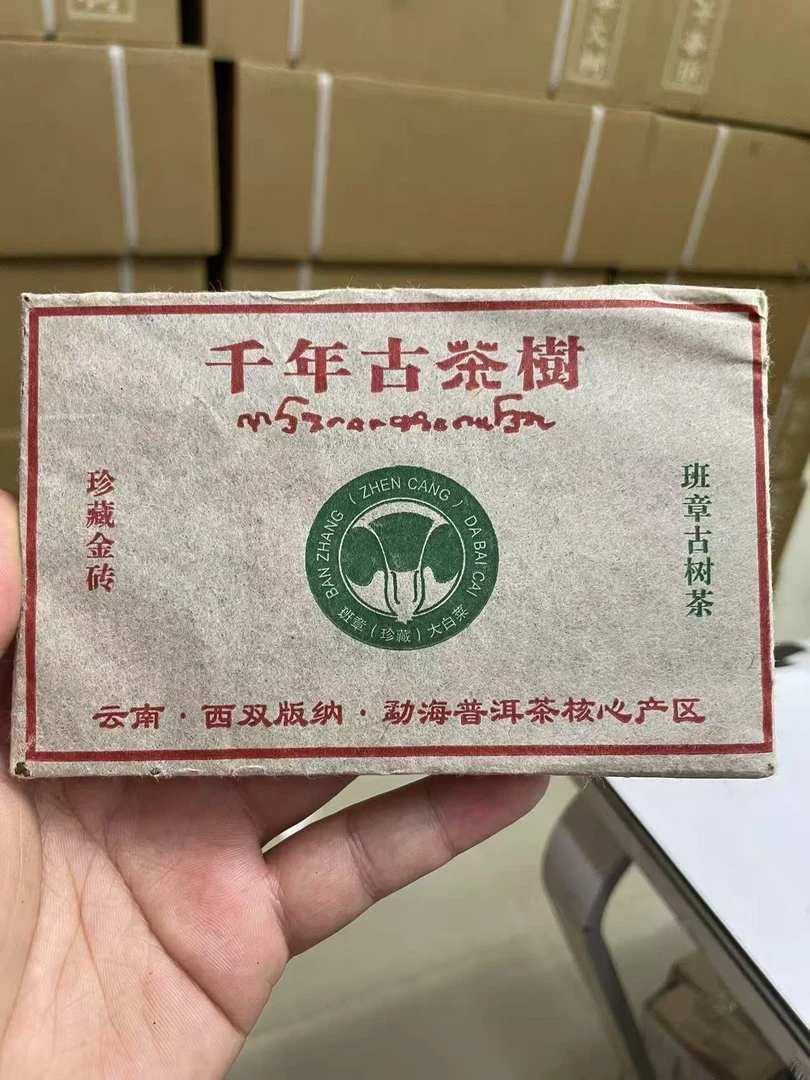 千年古茶樹
珍藏金砖
班章古树茶
BAN ZHANG ( ZHEN CANG ) DA BAI CAI
班章(珍藏)大白菜
云南·西双版纳·勐海普洱茶核心产区